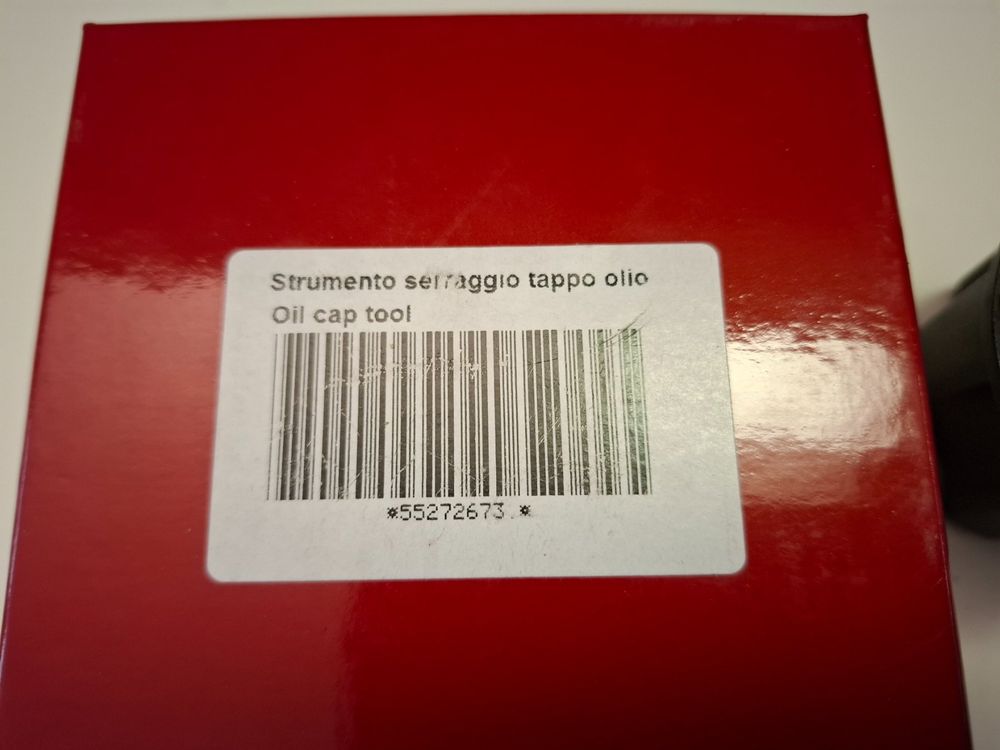 Strumento serraggio tappo olio
Oil cap tool
*55272673.*